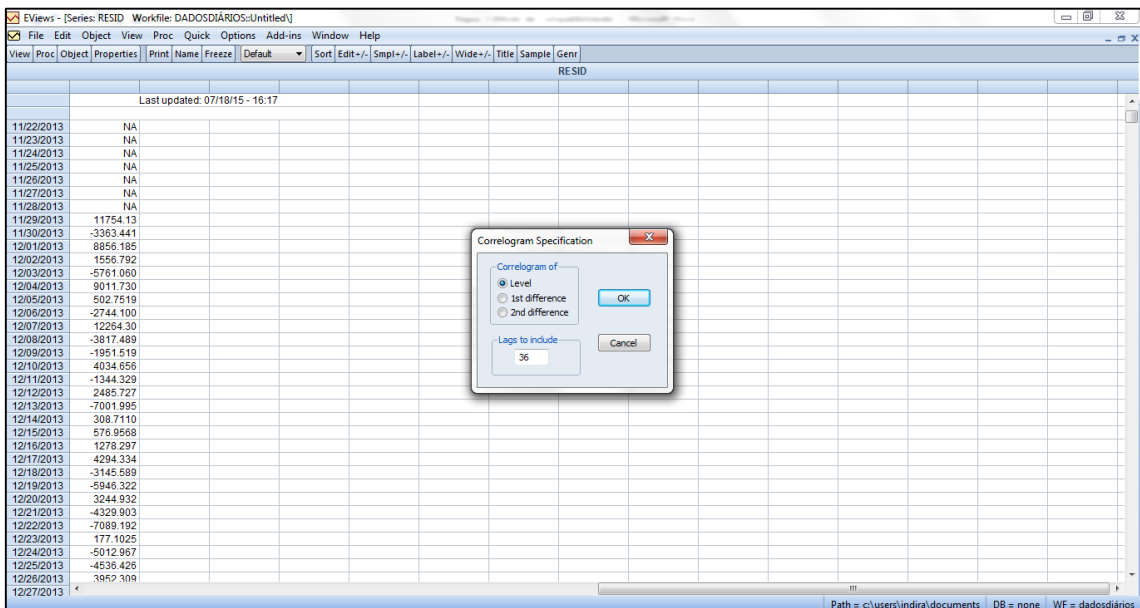 EViews - [Series: RESID Workfile: DADOSDIÁRIOS::Untitled\]
File Edit Object View Proc Quick Options Add-ins Window Help
View Proc Object Properties Print Name Freeze Default Sort Edit+/- Smpl+/- Label+/- Wide+/- Title Sample Genr
RESID
Last updated: 07/18/15 - 16:17
11/22/2013 NA
11/23/2013 NA
11/24/2013 NA
11/25/2013 NA
11/26/2013 NA
11/27/2013 NA
11/28/2013 NA
11/29/2013 11754.13
11/30/2013 -3363.441
12/01/2013 8856.185
12/02/2013 1556.792
12/03/2013 -5761.060
12/04/2013 9011.730
12/05/2013 502.7519
12/06/2013 -2744.100
12/07/2013 12264.30
12/08/2013 -3817.489
12/09/2013 -1951.519
12/10/2013 4034.656
12/11/2013 -1344.329
12/12/2013 2485.727
12/13/2013 -7001.995
12/14/2013 308.7110
12/15/2013 576.9568
12/16/2013 1278.297
12/17/2013 4294.334
12/18/2013 -3145.589
12/19/2013 -5946.322
12/20/2013 3244.932
12/21/2013 -4329.903
12/22/2013 -7089.192
12/23/2013 177.1025
12/24/2013 -5012.967
12/25/2013 -4536.426
12/26/2013 3952.309
12/27/2013
Correlogram Specification
Correlogram of
Level
1st difference
2nd difference
OK
Lags to include
36
Cancel
Path = c:\users\indira\documents DB = none WF = dadosdiários